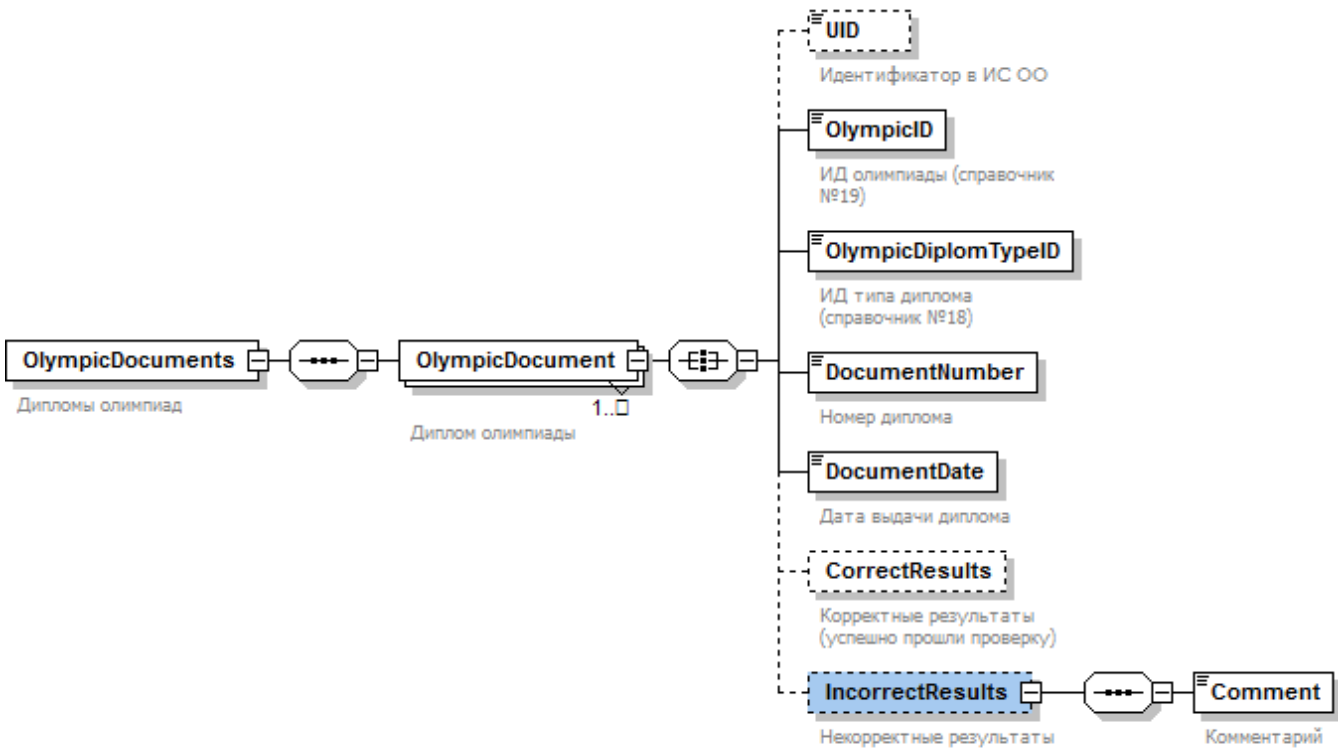 UID
Идентификатор в ИС ОО
OlympicID
ИД олимпиады (справочник
№19)
OlympicDiplomTypeID
ИД типа диплома
(справочник №18)
OlympicDocuments
Дипломы олимпиад
OlympicDocument
1..□
Диплом олимпиады
DocumentNumber
Номер диплома
DocumentDate
Дата выдачи диплома
CorrectResults
Корректные результаты
(успешно прошли проверку)
IncorrectResults
Некорректные результаты
Comment
Комментарий